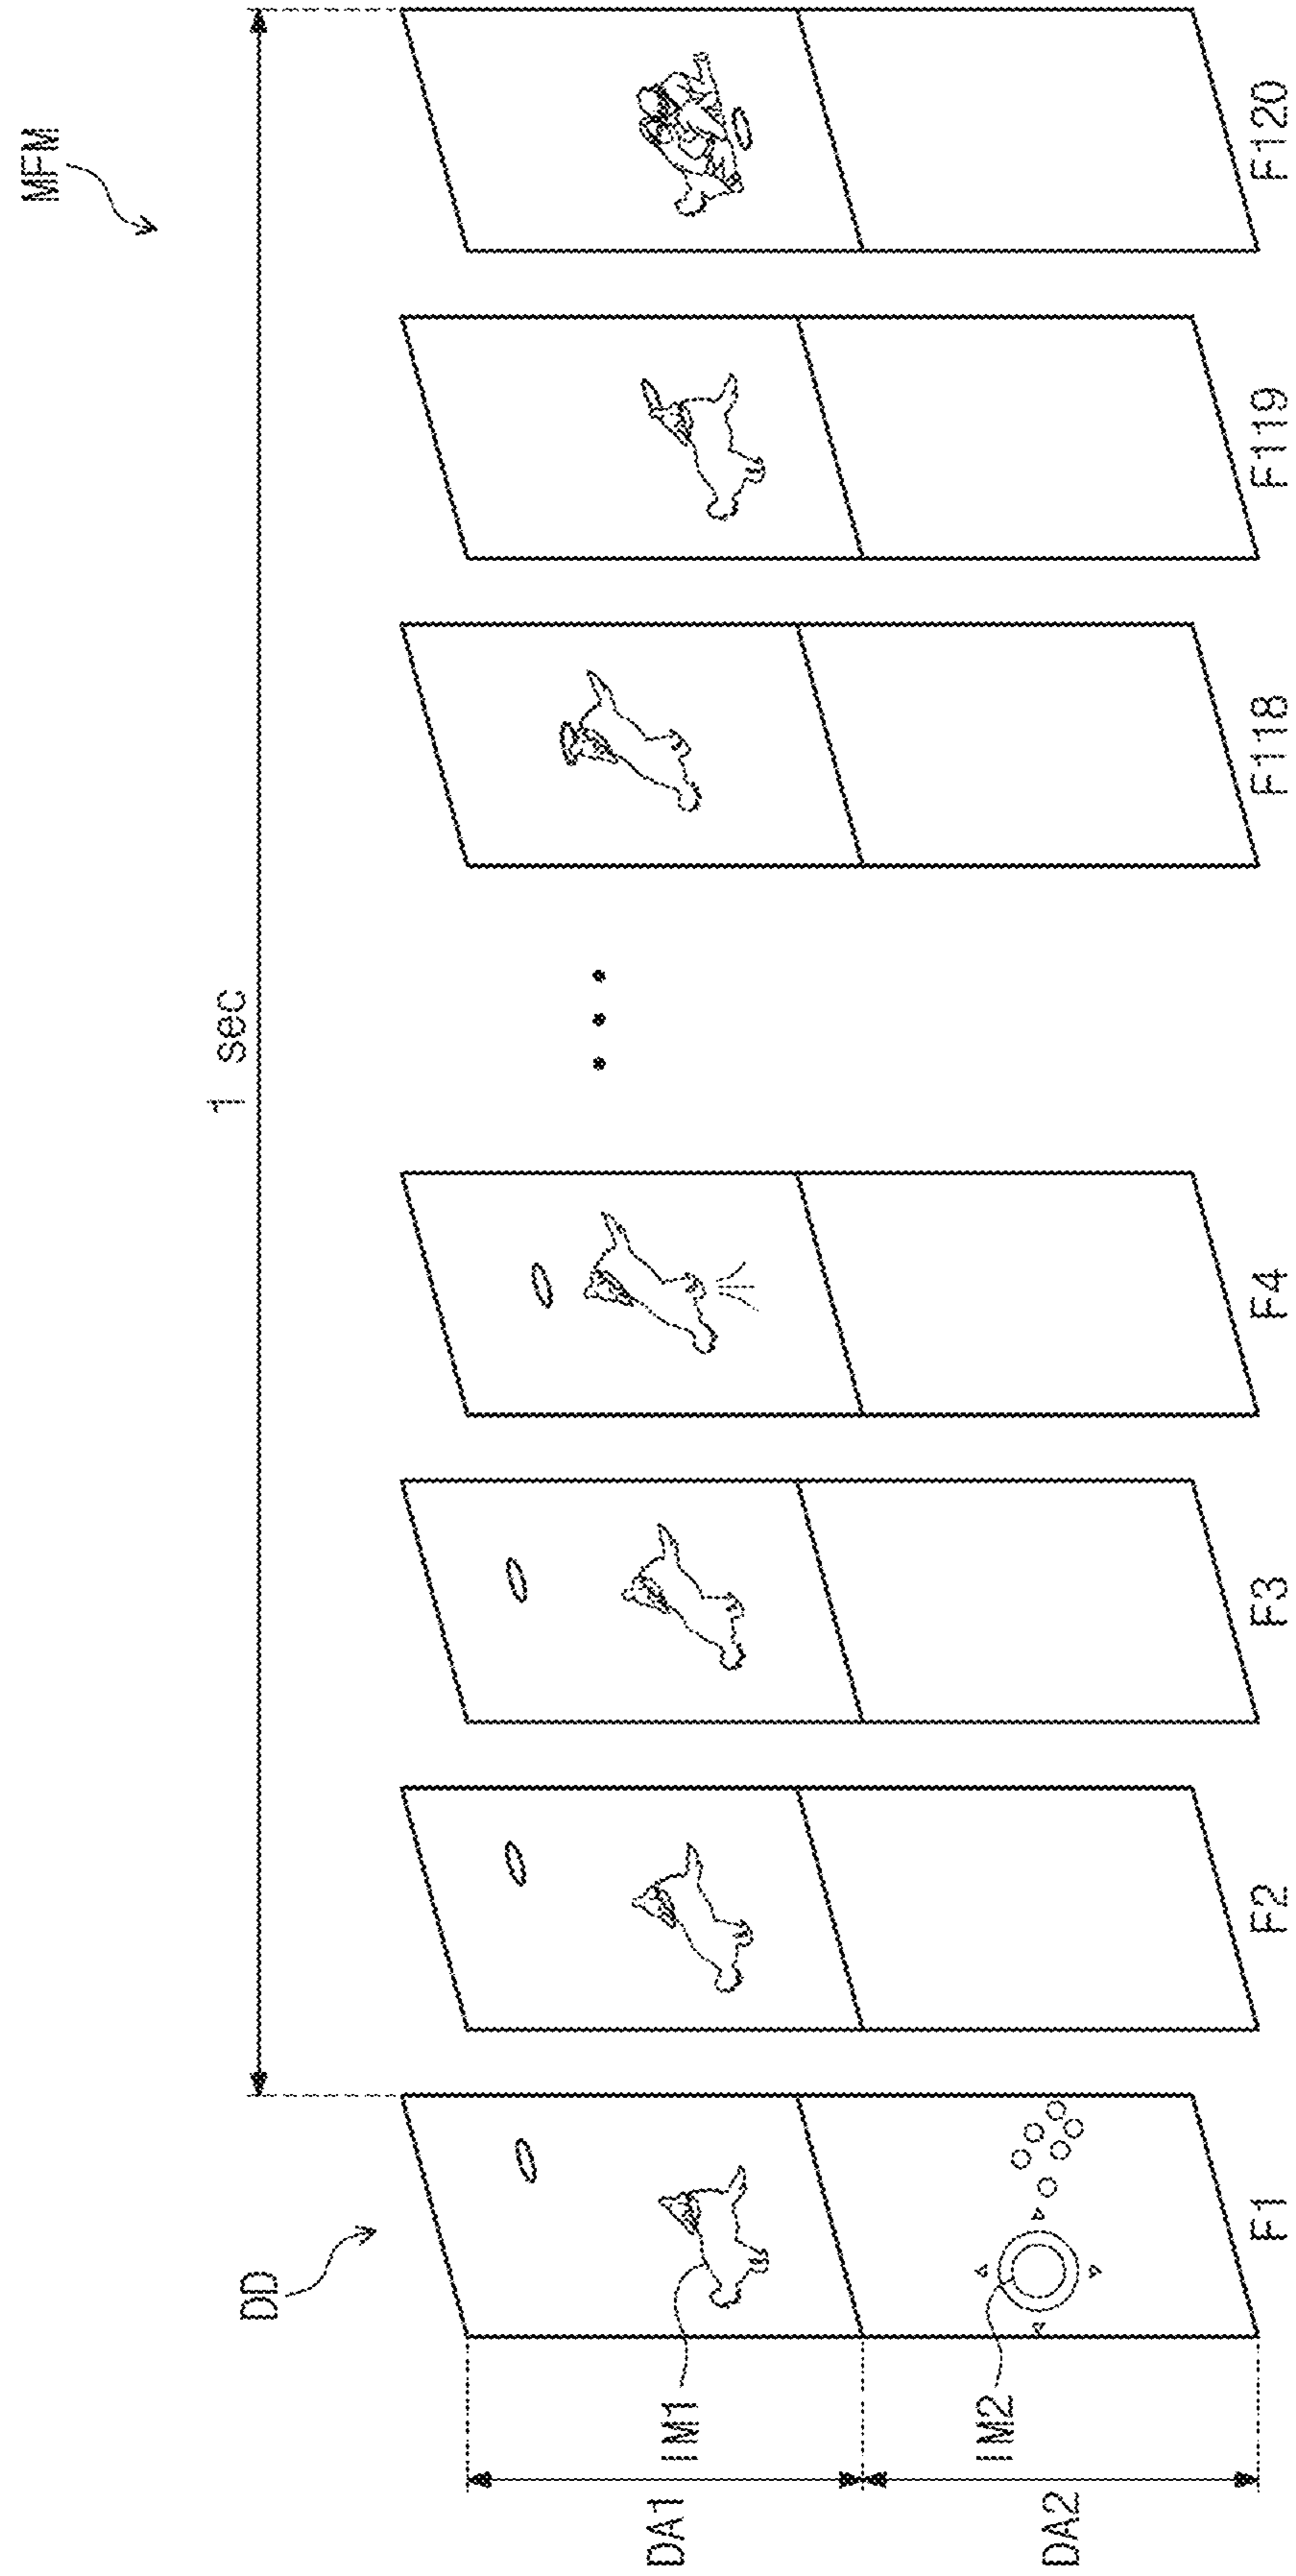 MFM
1 sec
DD
DA1
IM1
DA2
IM2
F1
F2
F3
F4
F118
F119
F120